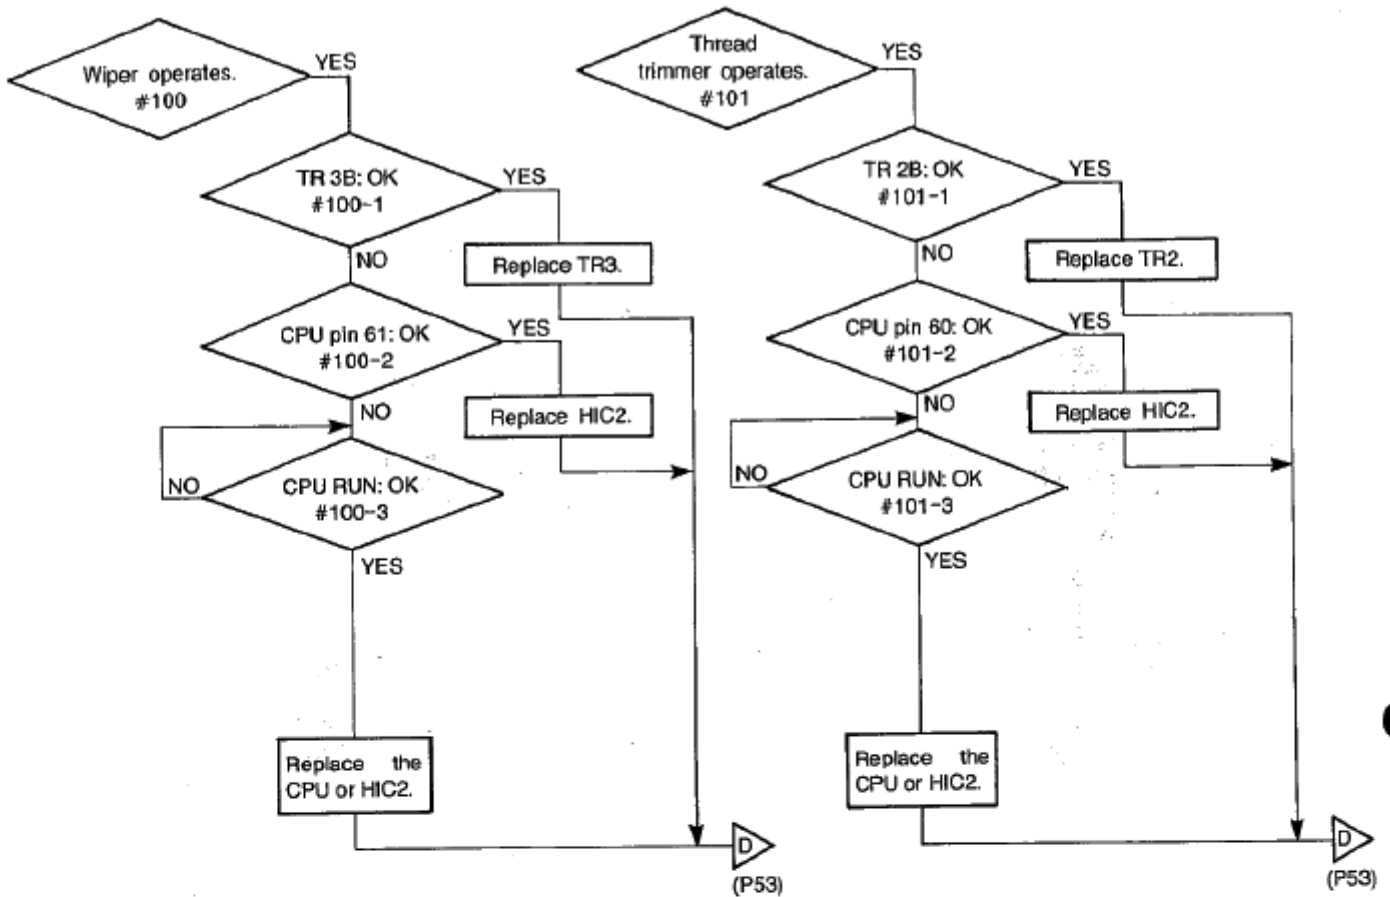 Wiper operates.
#100
YES
TR 3B: OK
#100-1
YES
Replace TR3.
NO
CPU pin 61: OK
#100-2
YES
Replace HIC2.
NO
CPU RUN: OK
#100-3
NO
YES
Replace the
CPU or HIC2.
D
(P53)
Thread
trimmer operates.
#101
YES
TR 2B: OK
#101-1
YES
Replace TR2.
NO
CPU pin 60: OK
#101-2
YES
Replace HIC2.
NO
CPU RUN: OK
#101-3
NO
YES
Replace the
CPU or HIC2.
D
(P53)